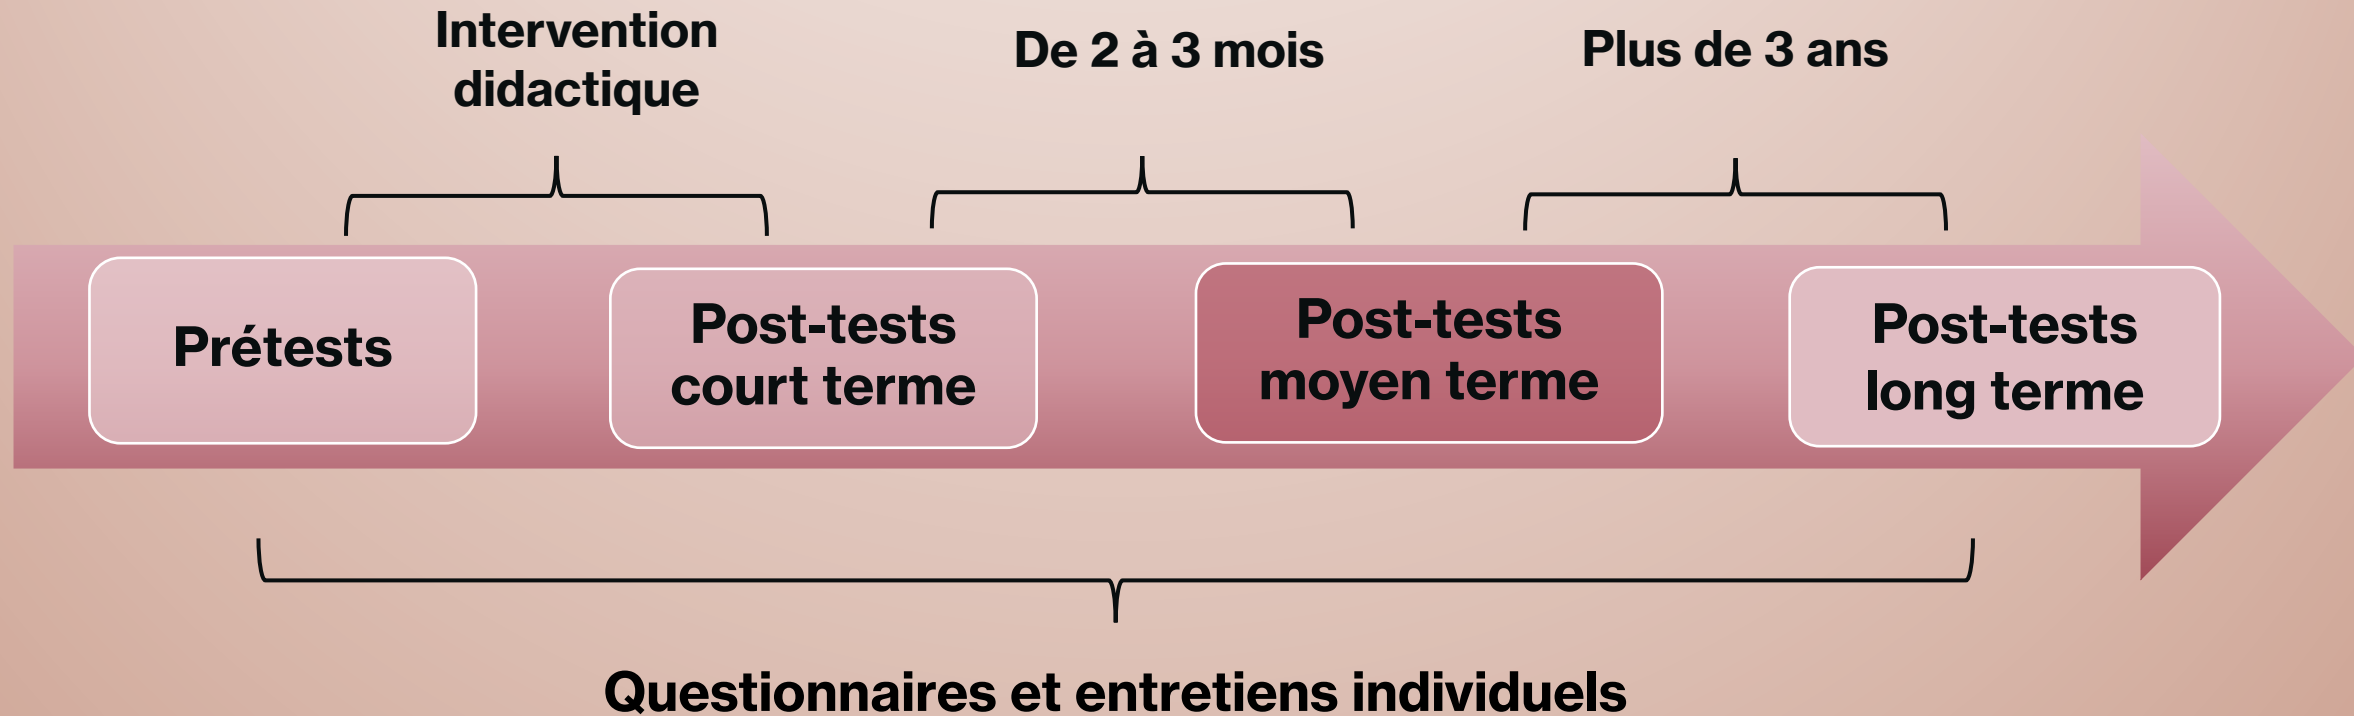 Intervention
didactique
De 2 à 3 mois
Plus de 3 ans
Prétests
Post-tests
court terme
Post-tests
moyen terme
Post-tests
long terme
Questionnaires et entretiens individuels